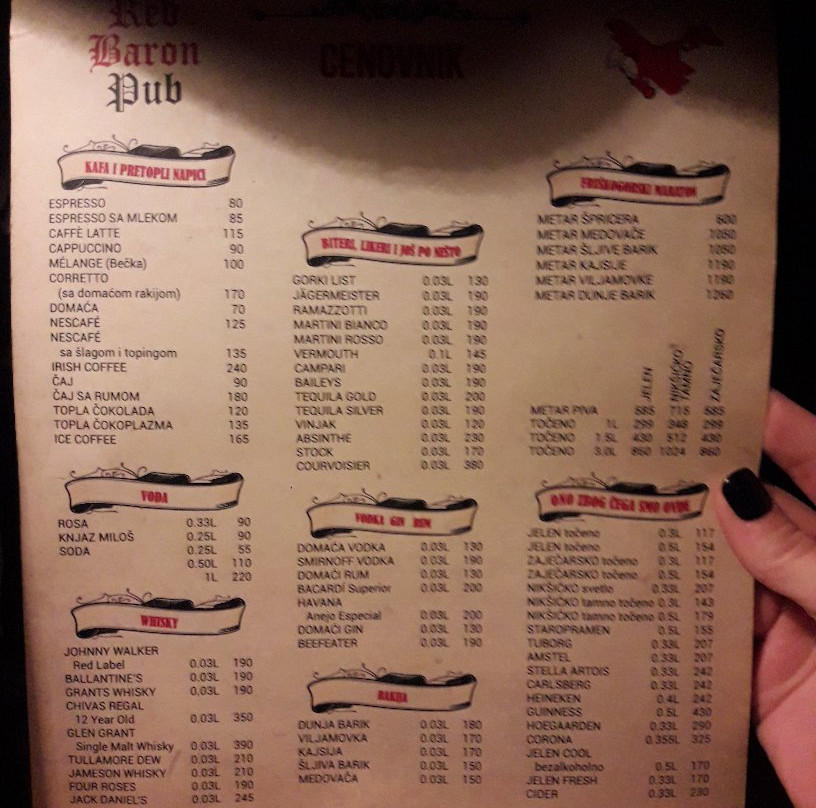 Red
Baron
Pub
CENOVNIK
KAFA I PRETOPLI NAPICI
ESPRESSO 80
ESPRESSO SA MLEKOM 85
CAFFÈ LATTE 115
CAPPUCCINO 90
MÉLANGE (Bečka) 100
CORRETTO
(sa domaćom rakijom) 170
DOMAĆA 70
NESCAFÉ 125
NESCAFÉ
sa šlagom i topingom 135
IRISH COFFEE 240
ČAJ 90
ČAJ SA RUMOM 180
TOPLA ČOKOLADA 120
TOPLA ČOKOPLAZMA 135
ICE COFFEE 165
VODA
ROSA 0.33L 90
KNJAZ MILOŠ 0.25L 90
SODA 0.25L 55
0.50L 110
1L 220
WHISKY
JOHNNY WALKER
Red Label 0.03L 190
BALLANTINE'S 0.03L 190
GRANTS WHISKY 0.03L 190
CHIVAS REGAL
12 Year Old 0.03L 350
GLEN GRANT
Single Malt Whisky 0.03L 390
TULLAMORE DEW 0.03L 210
JAMESON WHISKY 0.03L 210
FOUR ROSES 0.03L 190
JACK DANIEL'S 0.03L 245
BITERI, LIKERI I JOŠ PO NEŠTO
GORKI LIST 0.03L 130
JÄGERMEISTER 0.03L 190
RAMAZZOTTI 0.03L 190
MARTINI BIANCO 0.03L 190
MARTINI ROSSO 0.03L 190
VERMOUTH 0.1L 145
CAMPARI 0.03L 190
BAILEYS 0.03L 190
TEQUILA GOLD 0.03L 200
TEQUILA SILVER 0.03L 190
VINJAK 0.03L 120
ABSINTHE 0.03L 230
STOCK 0.03L 170
COURVOISIER 0.03L 380
VODKA GIN RUM
DOMAĆA VODKA 0.03L 130
SMIRNOFF VODKA 0.03L 190
DOMAĆI RUM 0.03L 130
BACARDÍ Superior 0.03L 200
HAVANA
Anejo Especial 0.03L 200
DOMAĆI GIN 0.03L 130
BEEFEATER 0.03L 190
RAKIJA
DUNJA BARIK 0.03L 180
VILJAMOVKA 0.03L 170
KAJSIJA 0.03L 170
ŠLJIVA BARIK 0.03L 150
MEDOVAČA 0.03L 150
FRUŠKOGORSKI MARATON
METAR ŠPRICERA 600
METAR MEDOVAČE 1050
METAR ŠLJIVE BARIK 1050
METAR KAJSIJE 1190
METAR VILJAMOVKE 1190
METAR DUNJE BARIK 1260
JELEN
NIKŠIĆKO
TAMNO
ZAJEČARSKO
METAR PIVA 585 715 585
TOČENO 1L 299 348 299
TOČENO 1.5L 430 512 430
TOČENO 3.0L 860 1024 860
ONO ZBOG ČEGA SMO OVDE
JELEN točeno 0.3L 117
JELEN točeno 0.5L 154
ZAJEČARSKO točeno 0.3L 117
ZAJEČARSKO točeno 0.5L 154
NIKŠIĆKO svetlo 0.33L 207
NIKŠIĆKO tamno točeno 0.3L 143
NIKŠIĆKO tamno točeno 0.5L 179
STAROPRAMEN 0.5L 155
TUBORG 0.33L 207
AMSTEL 0.33L 207
STELLA ARTOIS 0.33L 242
CARLSBERG 0.33L 242
HEINEKEN 0.4L 242
GUINNESS 0.5L 430
HOEGAARDEN 0.33L 290
CORONA 0.355L 325
JELEN COOL
bezalkoholno 0.5L 170
JELEN FRESH 0.33L 170
CIDER 0.33L 230